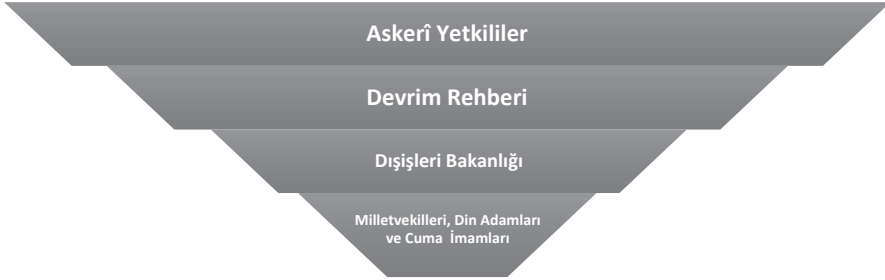 Askerî Yetkililer
Devrim Rehberi
Dışişleri Bakanlığı
Milletvekilleri, Din Adamları
ve Cuma İmamları